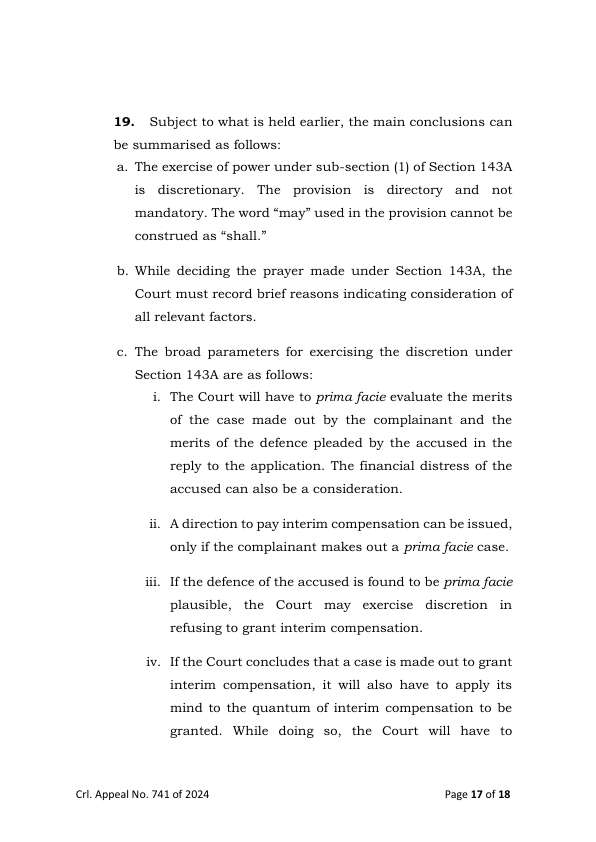 19. Subject to what is held earlier, the main conclusions can
be summarised as follows:
a. The exercise of power under sub-section (1) of Section 143A
is discretionary. The provision is directory and not
mandatory. The word “may” used in the provision cannot be
construed as “shall.”
b. While deciding the prayer made under Section 143A, the
Court must record brief reasons indicating consideration of
all relevant factors.
c. The broad parameters for exercising the discretion under
Section 143A are as follows:
i. The Court will have to prima facie evaluate the merits
of the case made out by the complainant and the
merits of the defence pleaded by the accused in the
reply to the application. The financial distress of the
accused can also be a consideration.
ii. A direction to pay interim compensation can be issued,
only if the complainant makes out a prima facie case.
iii. If the defence of the accused is found to be prima facie
plausible, the Court may exercise discretion in
refusing to grant interim compensation.
iv. If the Court concludes that a case is made out to grant
interim compensation, it will also have to apply its
mind to the quantum of interim compensation to be
granted. While doing so, the Court will have to
Crl. Appeal No. 741 of 2024 Page 17 of 18